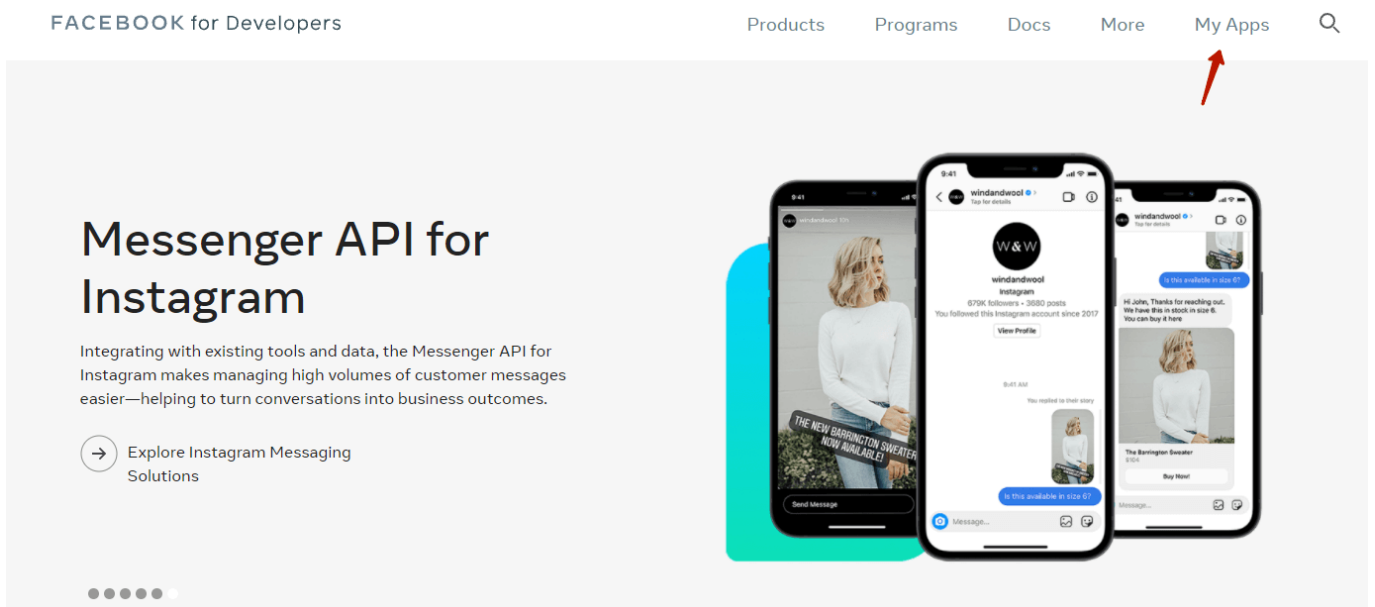 FACEBOOK for Developers
Products
Programs
Docs
More
My Apps
Messenger API for
Instagram
Integrating with existing tools and data, the Messenger API for
Instagram makes managing high volumes of customer messages
easier—helping to turn conversations into business outcomes.
Explore Instagram Messaging
Solutions
9:41
windandwool 10h
THE NEW BARRINGTON SWEATER
NOW AVAILABLE!
Send Message
9:41
windandwool
Tap for details
W&W
windandwool
Instagram
679K followers • 3680 posts
You followed this Instagram account since 2017
View Profile
9:41 AM
You replied to their story
Is this available in size 6?
Message...
41
windandwool
Tap for details
Is this available in size 6?
Hi John, Thanks for reaching out.
We have this in stock in size 6.
You can buy it here
The Barrington Sweater
$104
Buy Now!
Message...